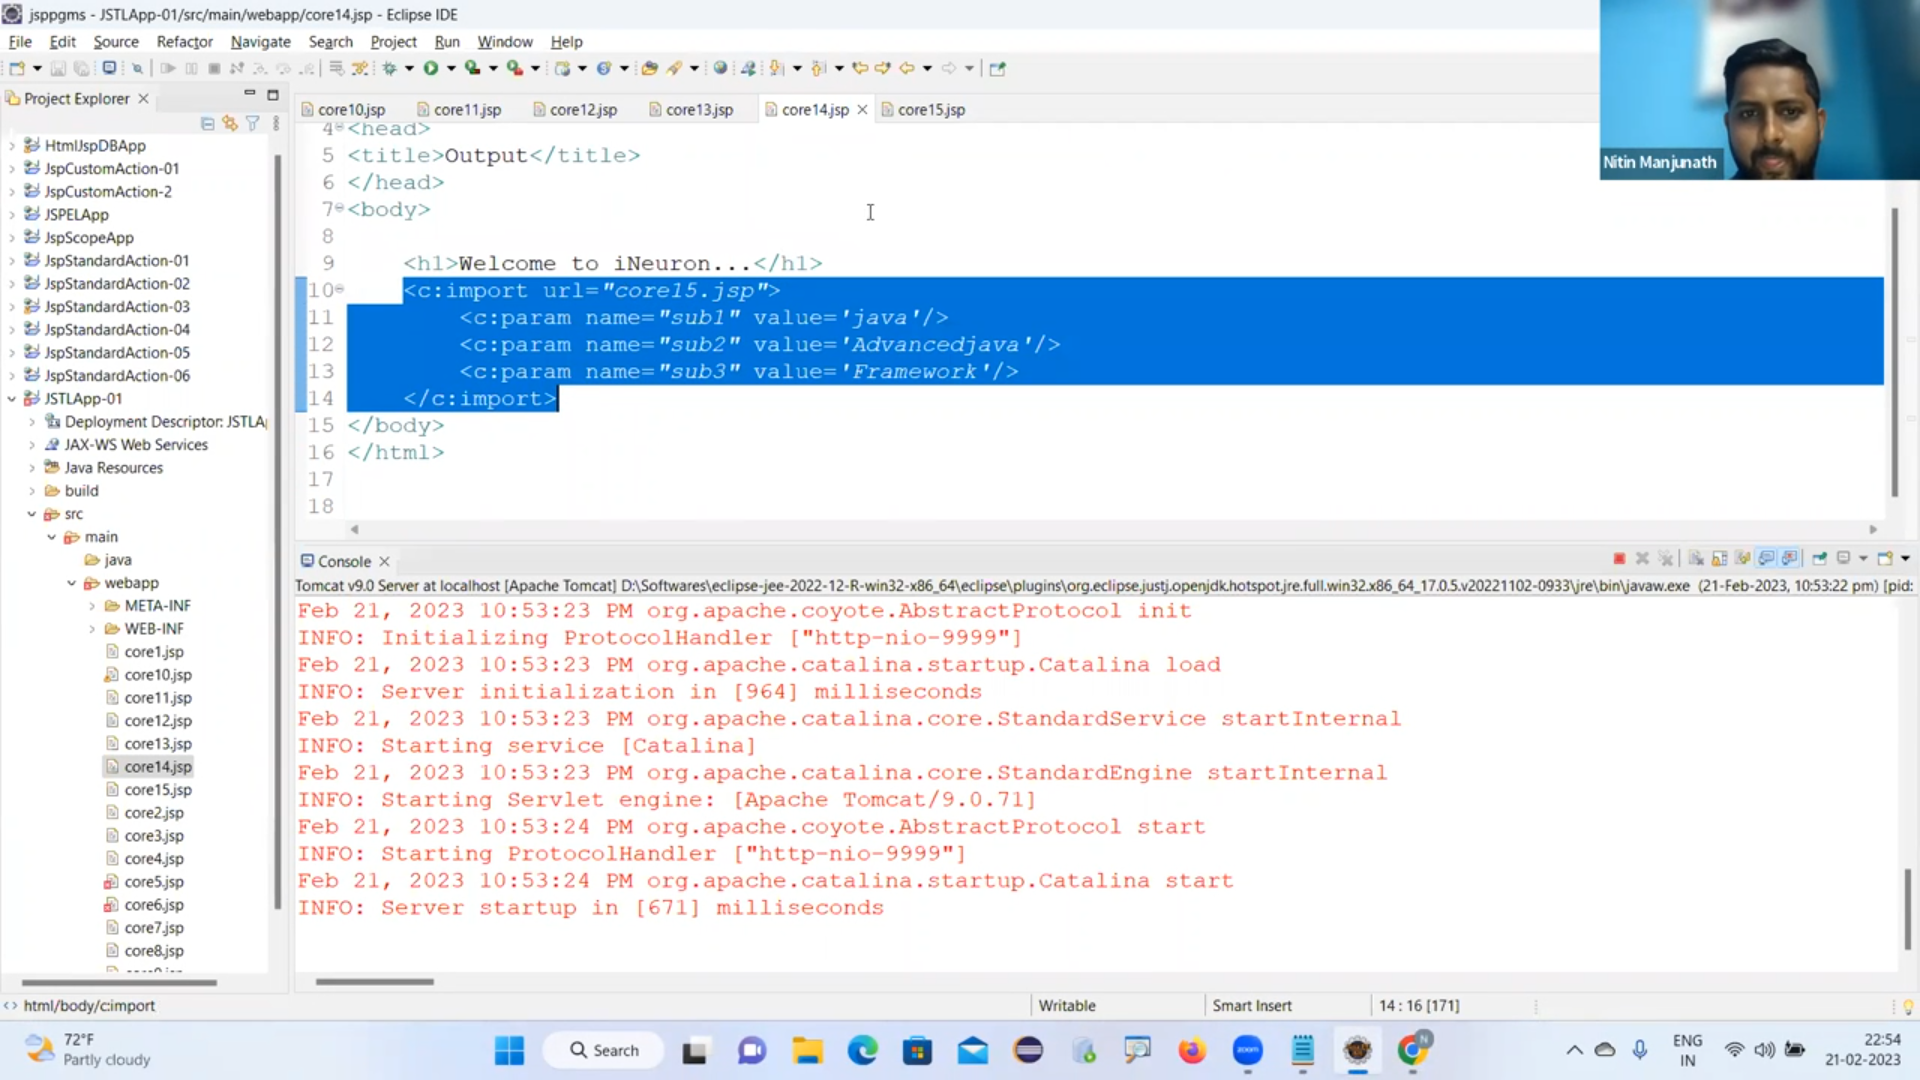 jsppgms - JSTLApp-01/src/main/webapp/core14.jsp - Eclipse IDE
File Edit Source Refactor Navigate Search Project Run Window Help
Project Explorer
core10.jsp core11.jsp core12.jsp core13.jsp core14.jsp core15.jsp
HtmlJspDBApp
JspCustomAction-01
JspCustomAction-2
JSPELApp
JspScopeApp
JspStandardAction-01
JspStandardAction-02
JspStandardAction-03
JspStandardAction-04
JspStandardAction-05
JspStandardAction-06
JSTLApp-01
Deployment Descriptor: JSTLA
JAX-WS Web Services
Java Resources
build
src
main
java
webapp
META-INF
WEB-INF
core1.jsp
core10.jsp
core11.jsp
core12.jsp
core13.jsp
core14.jsp
core15.jsp
core2.jsp
core3.jsp
core4.jsp
core5.jsp
core6.jsp
core7.jsp
core8.jsp
4 <head>
5 <title>Output</title>
6 </head>
7 <body>
8
9 <h1>Welcome to iNeuron...</h1>
10 <c:import url="core15.jsp">
11 <c:param name="sub1" value='java'/>
12 <c:param name="sub2" value='Advancedjava'/>
13 <c:param name="sub3" value='Framework'/>
14 </c:import>
15 </body>
16 </html>
17
18
Nitin Manjunath
Console
Tomcat v9.0 Server at localhost [Apache Tomcat] D:\Softwares\eclipse-jee-2022-12-R-win32-x86_64\eclipse\plugins\org.eclipse.justj.openjdk.hotspot.jre.full.win32.x86_64_17.0.5.v20221102-0933\jre\bin\javaw.exe (21-Feb-2023, 10:53:22 pm) [pid:
Feb 21, 2023 10:53:23 PM org.apache.coyote.AbstractProtocol init
INFO: Initializing ProtocolHandler ["http-nio-9999"]
Feb 21, 2023 10:53:23 PM org.apache.catalina.startup.Catalina load
INFO: Server initialization in [964] milliseconds
Feb 21, 2023 10:53:23 PM org.apache.catalina.core.StandardService startInternal
INFO: Starting service [Catalina]
Feb 21, 2023 10:53:23 PM org.apache.catalina.core.StandardEngine startInternal
INFO: Starting Servlet engine: [Apache Tomcat/9.0.71]
Feb 21, 2023 10:53:24 PM org.apache.coyote.AbstractProtocol start
INFO: Starting ProtocolHandler ["http-nio-9999"]
Feb 21, 2023 10:53:24 PM org.apache.catalina.startup.Catalina start
INFO: Server startup in [671] milliseconds
html/body/c:import Writable Smart Insert 14 : 16 [171]
72°F
Partly cloudy
Search
zoom
N
ENG
IN
22:54
21-02-2023